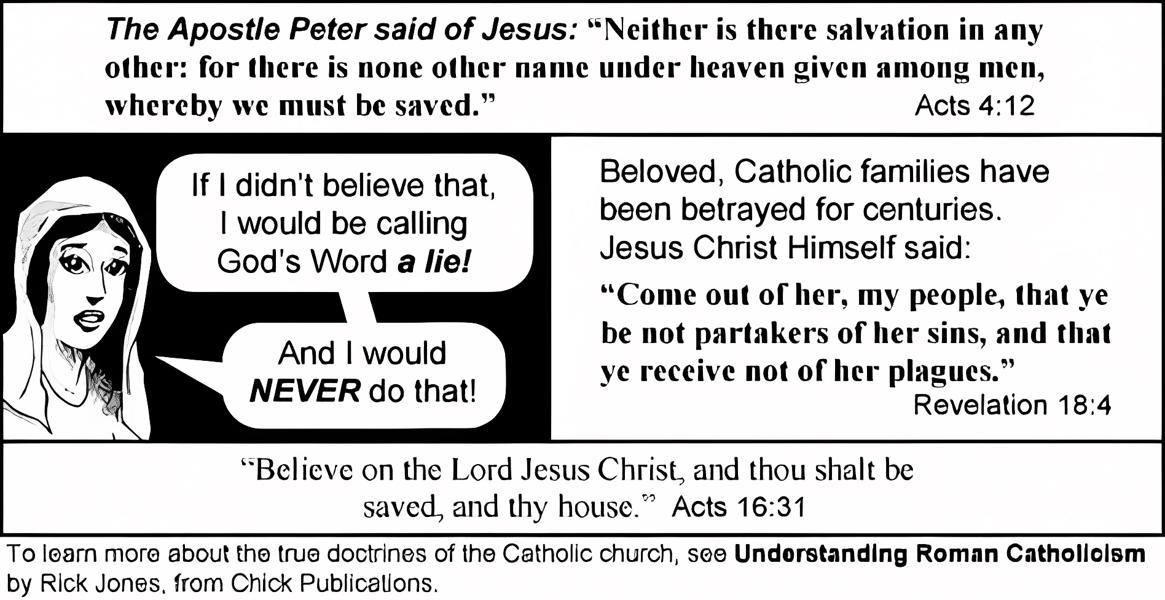 The Apostle Peter said of Jesus: “Neither is there salvation in any
other: for there is none other name under heaven given among men,
whereby we must be saved.” Acts 4:12
If I didn't believe that,
I would be calling
God's Word a lie!
And I would
NEVER do that!
Beloved, Catholic families have
been betrayed for centuries.
Jesus Christ Himself said:
“Come out of her, my people, that ye
be not partakers of her sins, and that
ye receive not of her plagues.”
Revelation 18:4
“Believe on the Lord Jesus Christ, and thou shalt be
saved, and thy house.” Acts 16:31
To learn more about the true doctrines of the Catholic church, see Understanding Roman Catholicism
by Rick Jones, from Chick Publications.